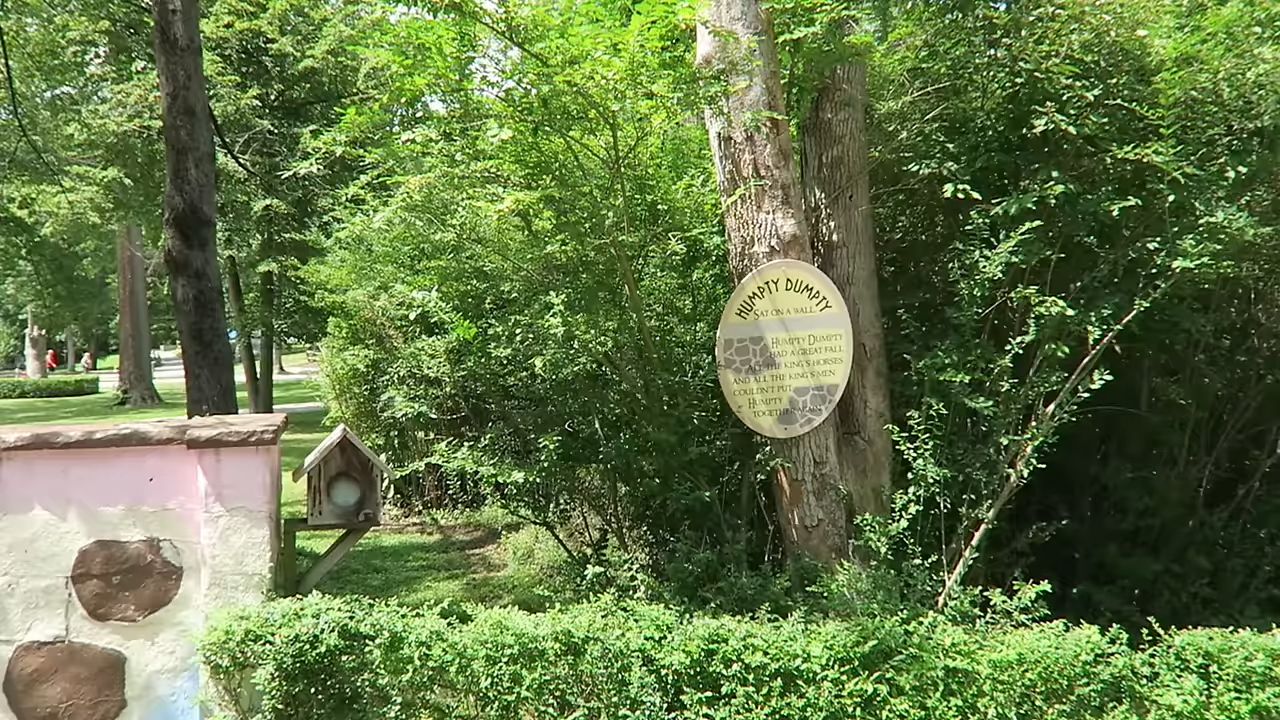 HUMPTY DUMPTY
SAT ON A WALL.
HUMPTY DUMPTY
HAD A GREAT FALL
ALL THE KING'S HORSES
AND ALL THE KING'S MEN
COULDN'T PUT
HUMPTY
TOGETHER AGAIN